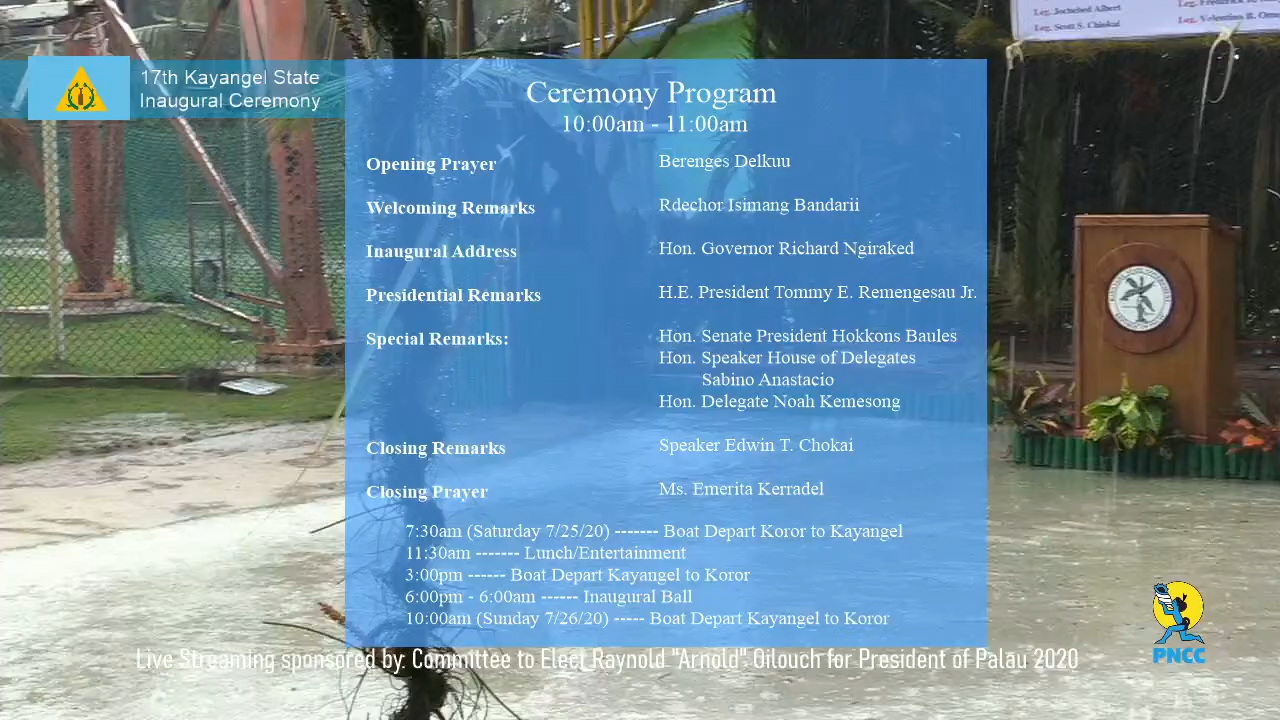 Leg. Jochebed Albert
Leg. Scott S. Chiokai
17th Kayangel State
Inaugural Ceremony
Ceremony Program
10:00am - 11:00am
Opening Prayer Berenges Delkuu
Welcoming Remarks Rdechor Isimang Bandarii
Inaugural Address Hon. Governor Richard Ngiraked
Presidential Remarks H.E. President Tommy E. Remengesau Jr.
Special Remarks: Hon. Senate President Hokkons Baules
Hon. Speaker House of Delegates
Sabino Anastacio
Hon. Delegate Noah Kemesong
Closing Remarks Speaker Edwin T. Chokai
Closing Prayer Ms. Emerita Kerradel
7:30am (Saturday 7/25/20) ------- Boat Depart Koror to Kayangel
11:30am ------- Lunch/Entertainment
3:00pm ------ Boat Depart Kayangel to Koror
6:00pm - 6:00am ------ Inaugural Ball
10:00am (Sunday 7/26/20) ----- Boat Depart Kayangel to Koror
Live Streaming sponsored by: Committee to Elect Raynold "Arnold" Oilouch for President of Palau 2020
PNCC